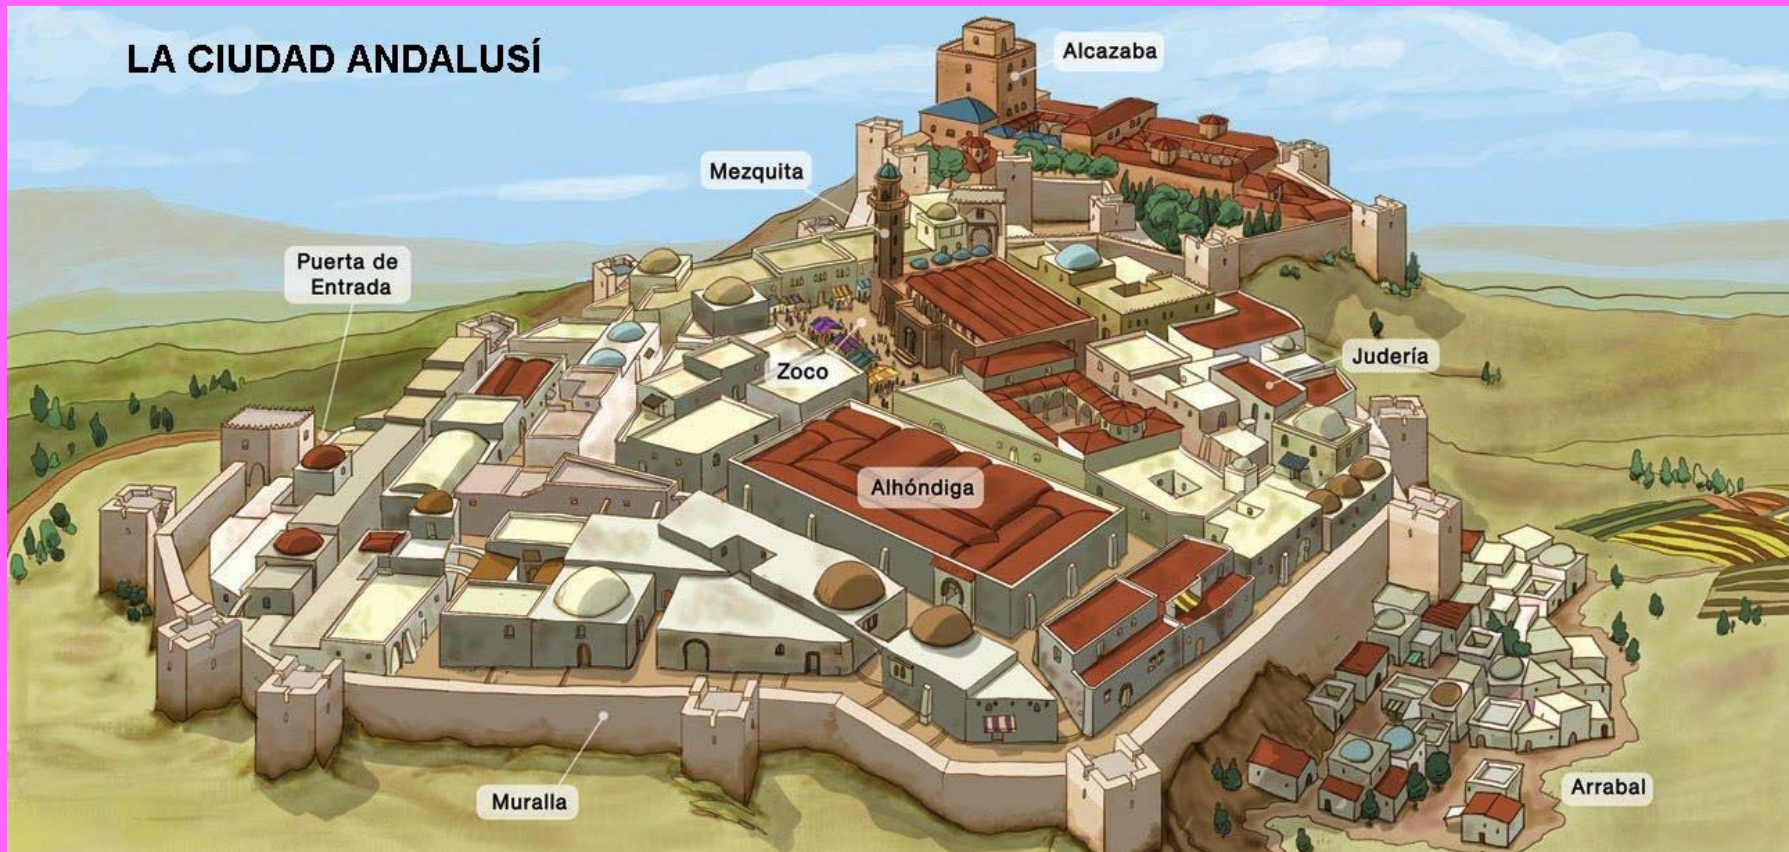 LA CIUDAD ANDALUSÍ
Alcazaba
Mezquita
Puerta de
Entrada
Zoco
Judería
Alhóndiga
Muralla
Arrabal